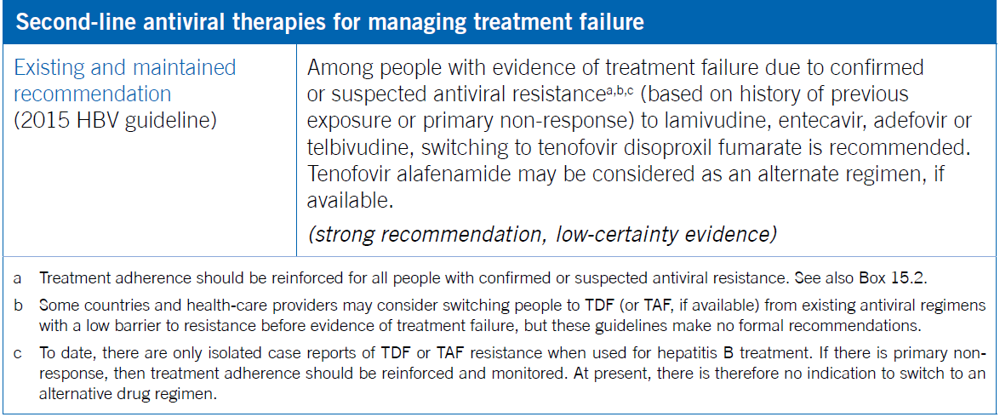 Second-line antiviral therapies for managing treatment failure
Existing and maintained
recommendation
(2015 HBV guideline)
Among people with evidence of treatment failure due to confirmed
or suspected antiviral resistancea,b,c (based on history of previous
exposure or primary non-response) to lamivudine, entecavir, adefovir or
telbivudine, switching to tenofovir disoproxil fumarate is recommended.
Tenofovir alafenamide may be considered as an alternate regimen, if
available.
(strong recommendation, low-certainty evidence)
a Treatment adherence should be reinforced for all people with confirmed or suspected antiviral resistance. See also Box 15.2.
b Some countries and health-care providers may consider switching people to TDF (or TAF, if available) from existing antiviral regimens
with a low barrier to resistance before evidence of treatment failure, but these guidelines make no formal recommendations.
c To date, there are only isolated case reports of TDF or TAF resistance when used for hepatitis B treatment. If there is primary non-
response, then treatment adherence should be reinforced and monitored. At present, there is therefore no indication to switch to an
alternative drug regimen.